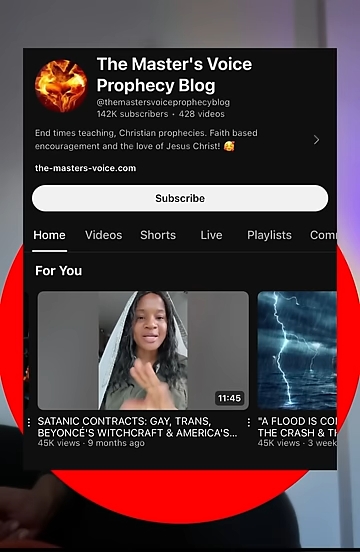 The Master's Voice
Prophecy Blog
@themastersvoiceprophecyblog
142K subscribers · 428 videos
End times teaching, Christian prophecies. Faith based
encouragement and the love of Jesus Christ! 🥰
the-masters-voice.com
Subscribe
Home Videos Shorts Live Playlists Com
For You
11:45
SATANIC CONTRACTS: GAY, TRANS,
BEYONCÉ'S WITCHCRAFT & AMERICA'S...
45K views · 9 months ago
"A FLOOD IS CO
THE CRASH & T
45K views · 3 week